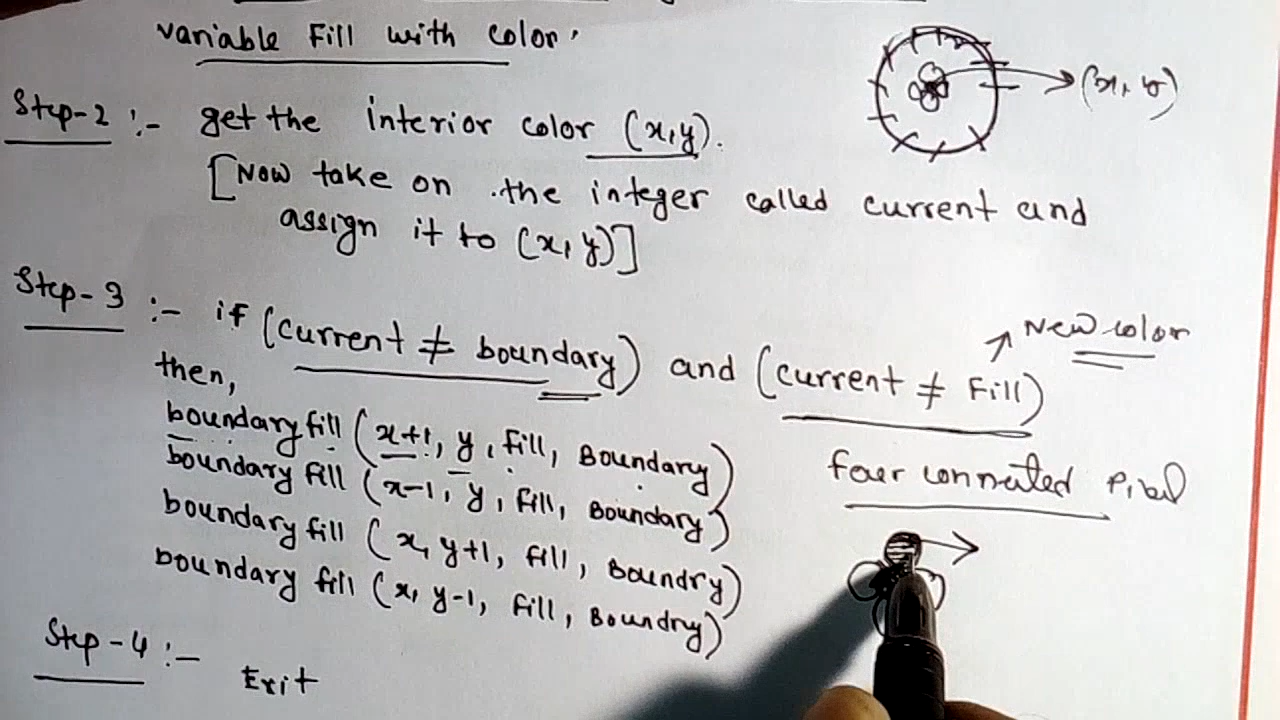 variable Fill with color.
(x, y)
Step-2 :- get the interior color (x,y).
[Now take on the integer called current and
assign it to (x, y)]
Step-3 :- if (current ≠ boundary) and (current ≠ Fill)
New color
then,
boundary fill (x+1, y, fill, Boundary)
boundary fill (x-1, y, fill, Boundary)
boundary fill (x, y+1, fill, Boundry)
boundary fill (x, y-1, fill, Boundry)
four connected Pixel
Step-4 :- Exit